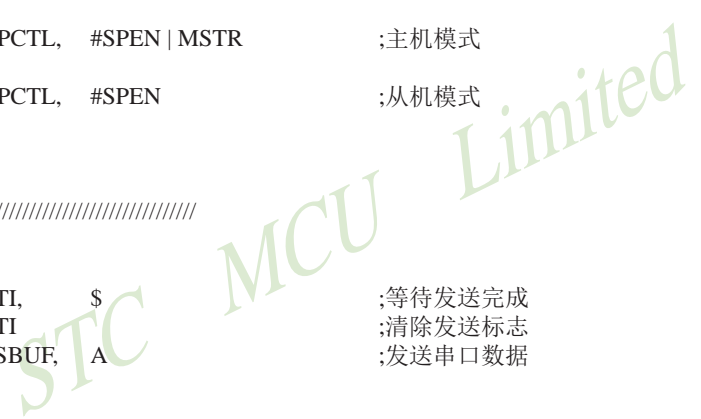 PCTL, #SPEN | MSTR ;主机模式
PCTL, #SPEN ;从机模式
/////////////////////////////
TI, $ ;等待发送完成
TI ;清除发送标志
SBUF, A ;发送串口数据
STC MCU Limited